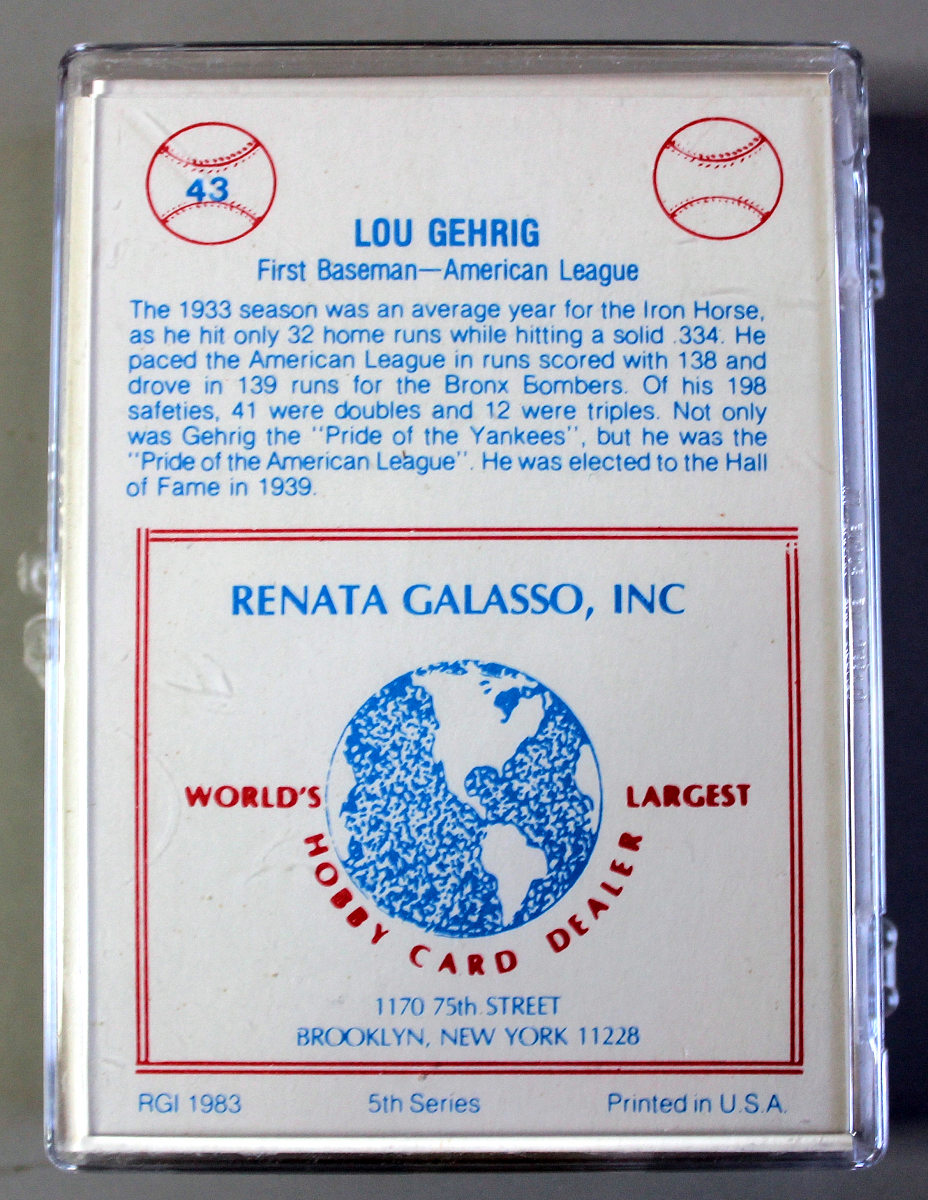 43
LOU GEHRIG
First Baseman—American League
The 1933 season was an average year for the Iron Horse,
as he hit only 32 home runs while hitting a solid .334. He
paced the American League in runs scored with 138 and
drove in 139 runs for the Bronx Bombers. Of his 198
safeties, 41 were doubles and 12 were triples. Not only
was Gehrig the "Pride of the Yankees", but he was the
"Pride of the American League". He was elected to the Hall
of Fame in 1939.
RENATA GALASSO, INC
WORLD'S LARGEST
HOBBY CARD DEALER
1170 75th STREET
BROOKLYN, NEW YORK 11228
RGI 1983 5th Series Printed in U.S.A.